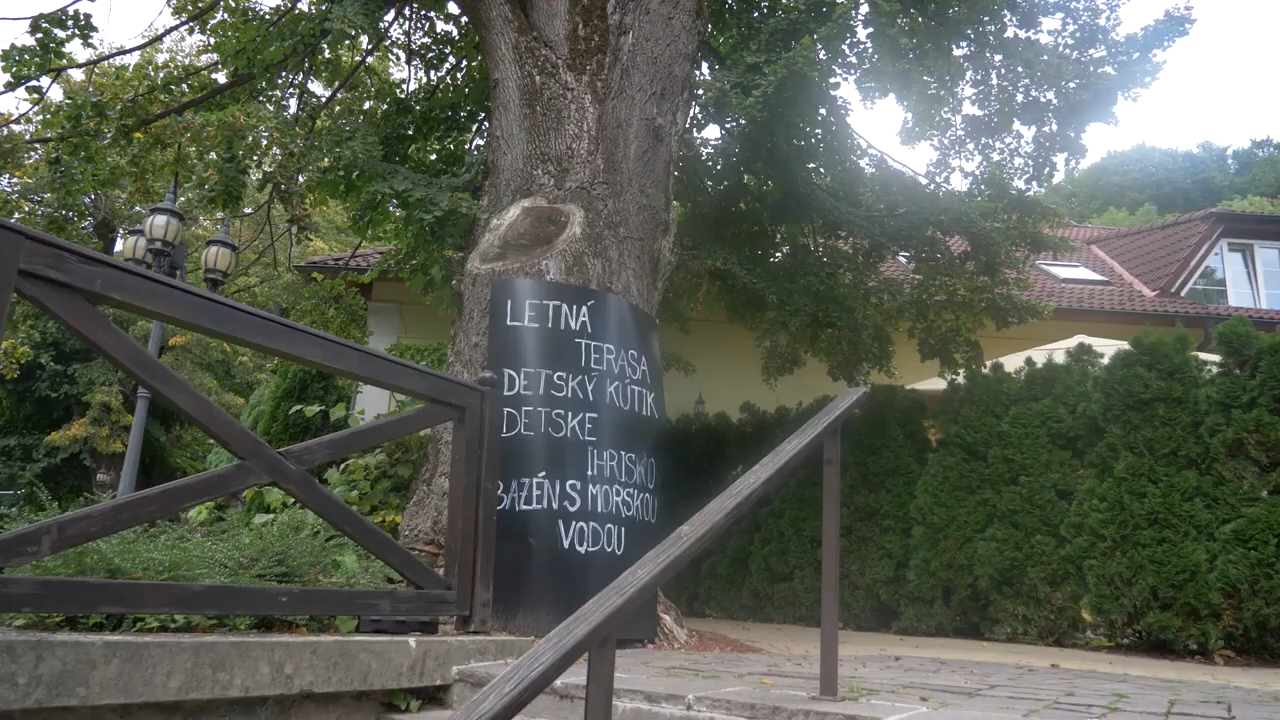 LETNÁ
TERASA
DETSKÝ KÚTIK
DETSKE
IHRISKO
BAZÉN S MORSKOU
VODOU